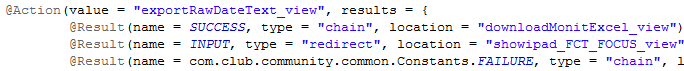 @Action(value = "exportRawDateText_view", results = {
@Result(name = SUCCESS, type = "chain", location = "downloadMonitExcel_view")
@Result(name = INPUT, type = "redirect", location = "showipad_FCT_FOCUS_view"
@Result(name = com.club.community.common.Constants.FAILURE, type = "chain", l